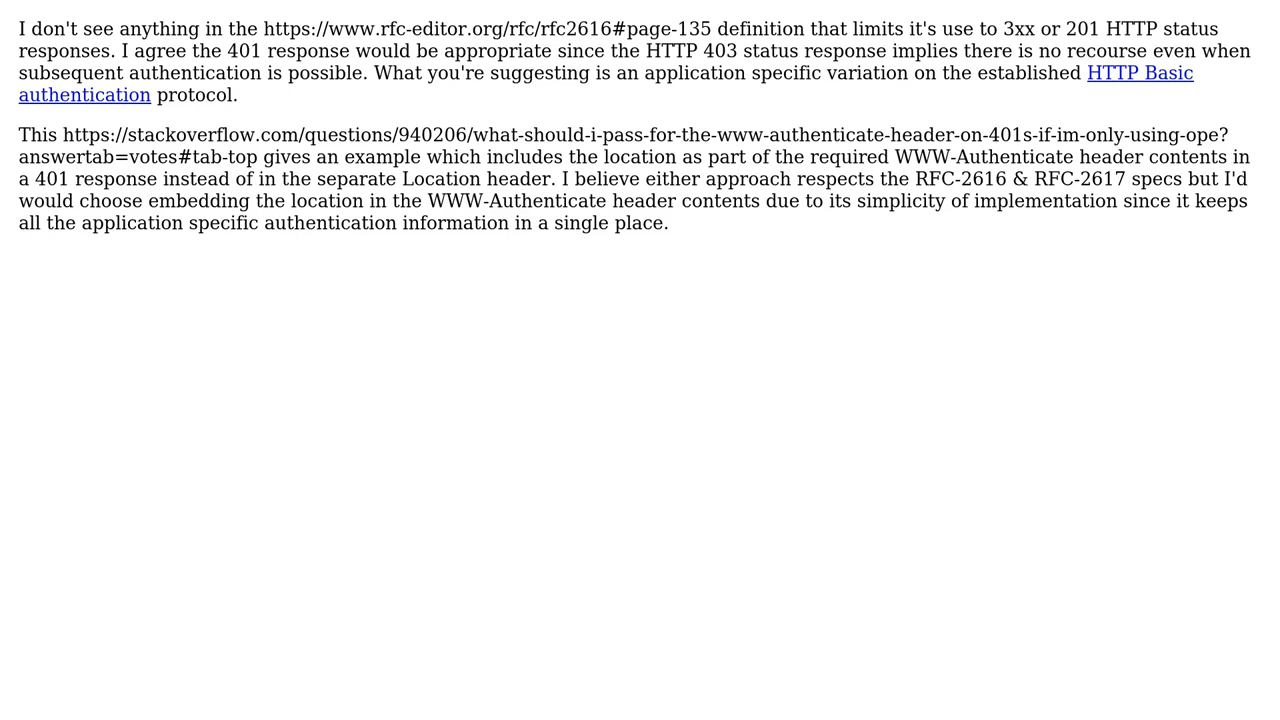 I don't see anything in the https://www.rfc-editor.org/rfc/rfc2616#page-135 definition that limits it's use to 3xx or 201 HTTP status
responses. I agree the 401 response would be appropriate since the HTTP 403 status response implies there is no recourse even when
subsequent authentication is possible. What you're suggesting is an application specific variation on the established HTTP Basic
authentication protocol.
This https://stackoverflow.com/questions/940206/what-should-i-pass-for-the-www-authenticate-header-on-401s-if-im-only-using-ope?
answertab=votes#tab-top gives an example which includes the location as part of the required WWW-Authenticate header contents in
a 401 response instead of in the separate Location header. I believe either approach respects the RFC-2616 & RFC-2617 specs but I'd
would choose embedding the location in the WWW-Authenticate header contents due to its simplicity of implementation since it keeps
all the application specific authentication information in a single place.